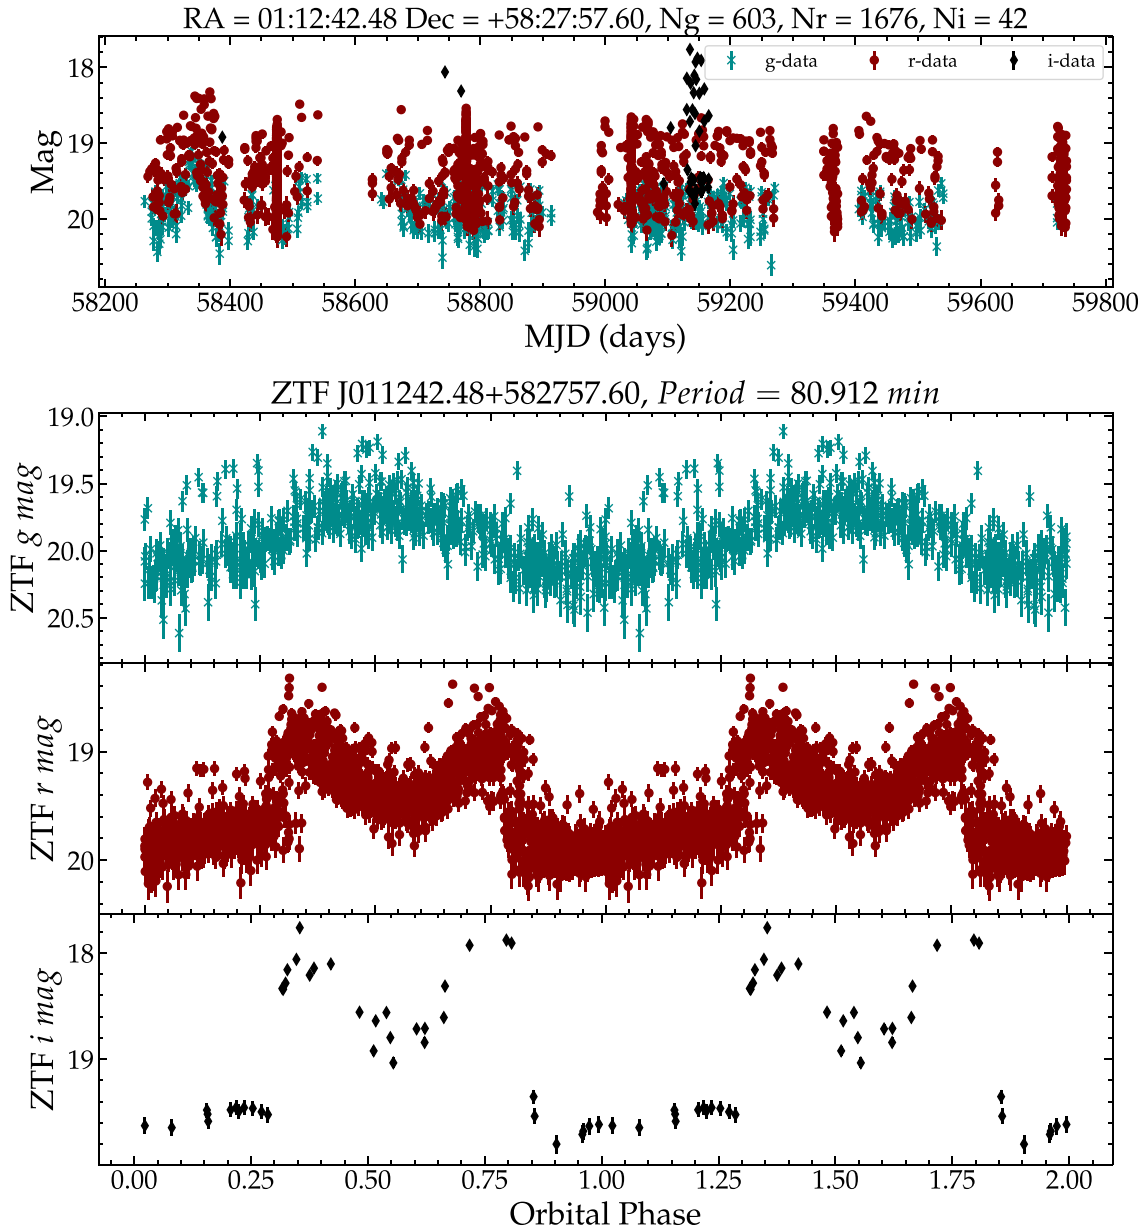 RA = 01:12:42.48 Dec = +58:27:57.60, Ng = 603, Nr = 1676, Ni = 42
g-data r-data i-data
Mag
18
19
20
58200 58400 58600 58800 59000 59200 59400 59600 59800
MJD (days)
ZTF J011242.48+582757.60, Period = 80.912 min
ZTF g mag
19.0
19.5
20.0
20.5
ZTF r mag
19
20
ZTF i mag
18
19
0.00 0.25 0.50 0.75 1.00 1.25 1.50 1.75 2.00
Orbital Phase